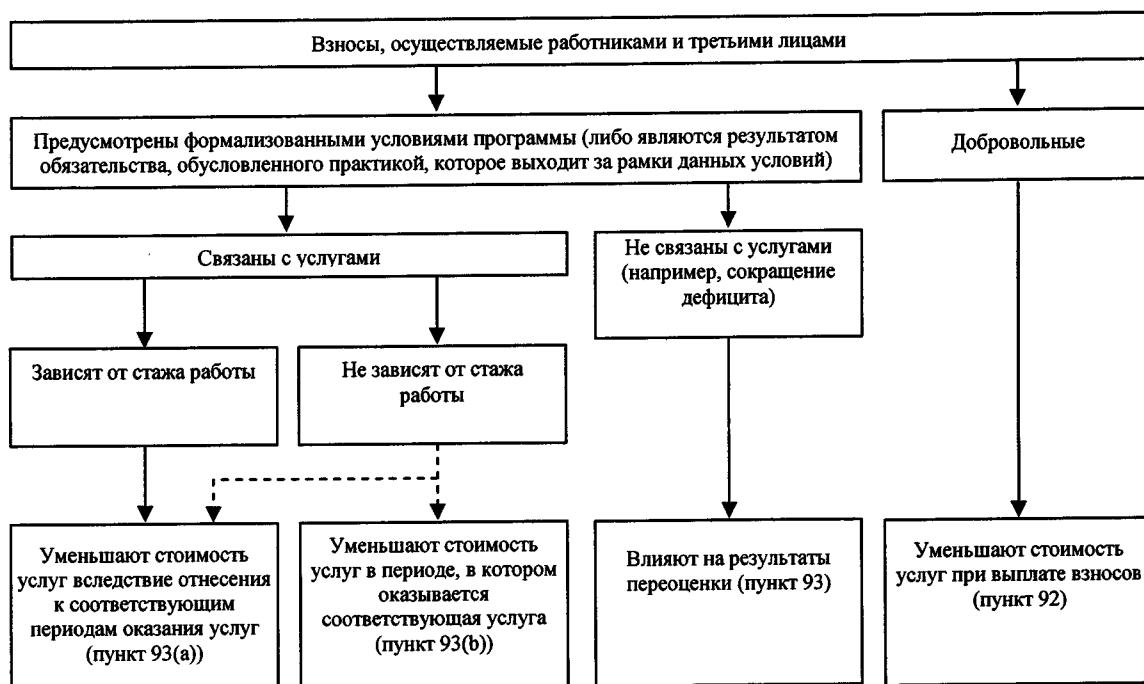 Взносы, осуществляемые работниками и третьими лицами
Предусмотрены формализованными условиями программы (либо являются результатом
обязательства, обусловленного практикой, которое выходит за рамки данных условий)
Добровольные
Связаны с услугами
Не связаны с услугами
(например, сокращение
дефицита)
Зависят от стажа работы
Не зависят от стажа
работы
Уменьшают стоимость
услуг вследствие отнесения
к соответствующим
периодам оказания услуг
(пункт 93(a))
Уменьшают стоимость
услуг в периоде, в котором
оказывается
соответствующая услуга
(пункт 93(b))
Влияют на результаты
переоценки (пункт 93)
Уменьшают стоимость
услуг при выплате взносов
(пункт 92)